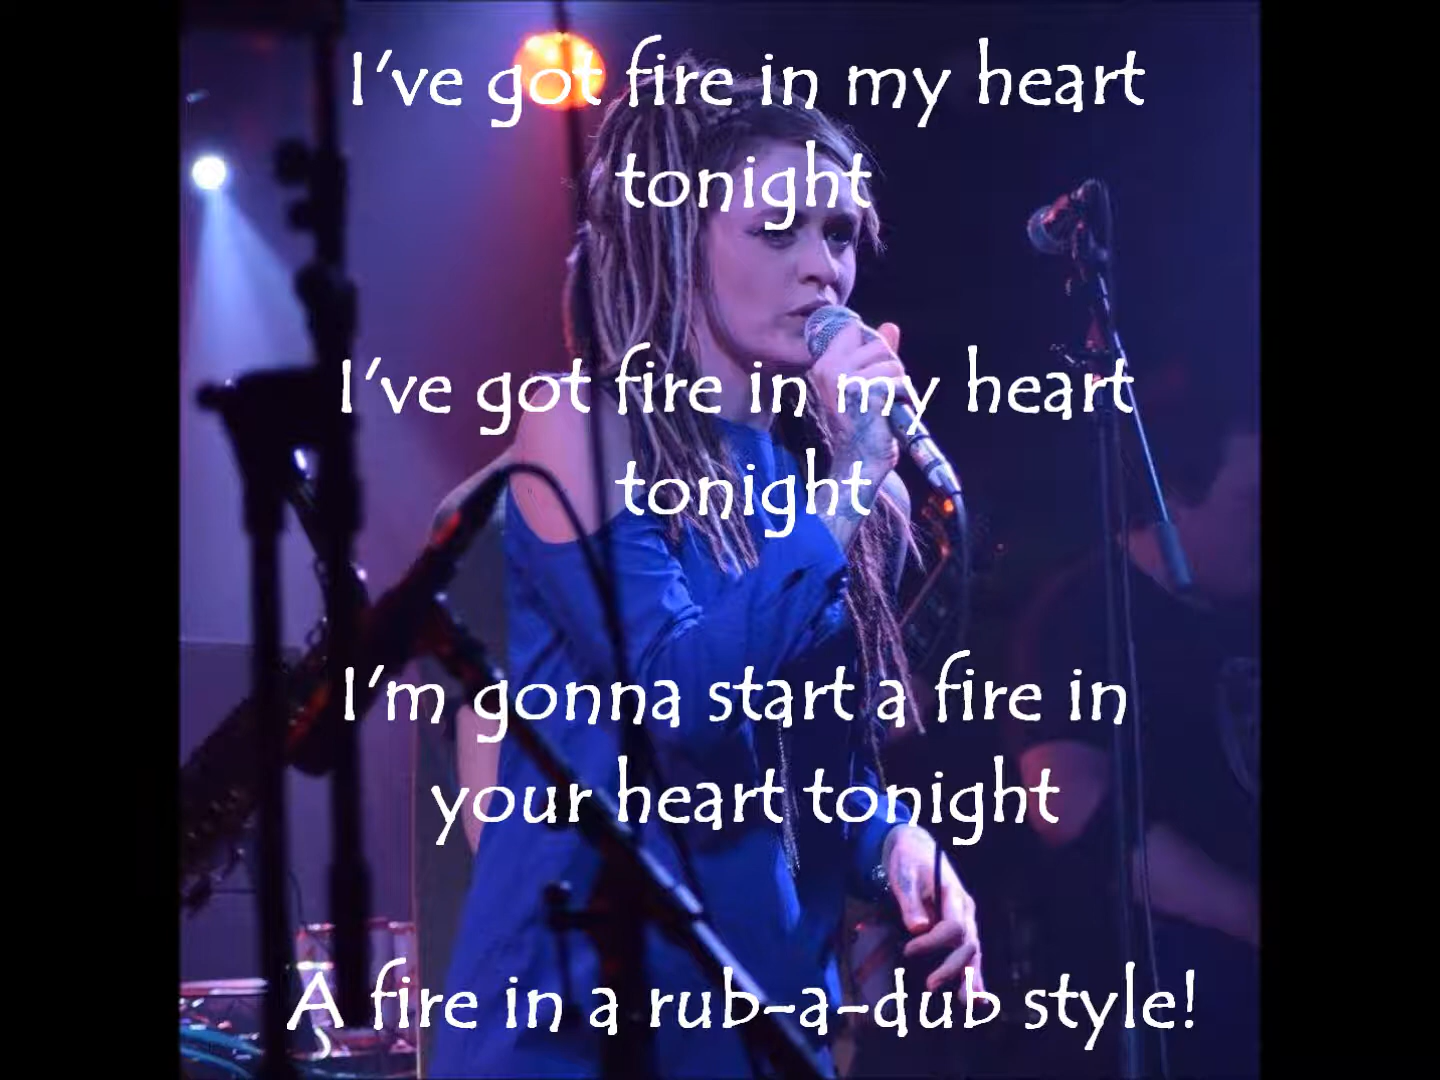 I've got fire in my heart
tonight
I've got fire in my heart
tonight
I'm gonna start a fire in
your heart tonight
A fire in a rub-a-dub style!